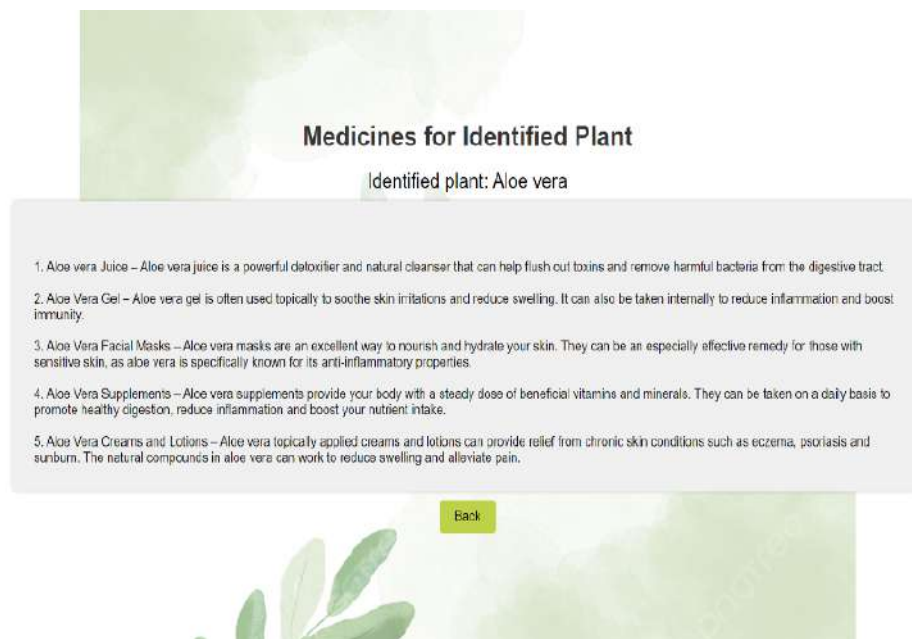 Medicines for Identified Plant
Identified plant: Aloe vera
1. Aloe vera Juice – Aloe vera juice is a powerful detoxifier and natural cleanser that can help flush out toxins and remove harmful bacteria from the digestive tract.
2. Aloe Vera Gel – Aloe vera gel is often used topically to soothe skin irritations and reduce swelling. It can also be taken internally to reduce inflammation and boost
immunity.
3. Aloe Vera Facial Masks – Aloe vera masks are an excellent way to nourish and hydrate your skin. They can be an especially effective remedy for those with
sensitive skin, as aloe vera is specifically known for its anti-inflammatory properties.
4. Aloe Vera Supplements – Aloe vera supplements provide your body with a steady dose of beneficial vitamins and minerals. They can be taken on a daily basis to
promote healthy digestion, reduce inflammation and boost your nutrient intake.
5. Aloe Vera Creams and Lotions – Aloe vera topically applied creams and lotions can provide relief from chronic skin conditions such as eczema, psoriasis and
sunburn. The natural compounds in aloe vera can work to reduce swelling and alleviate pain.
Back